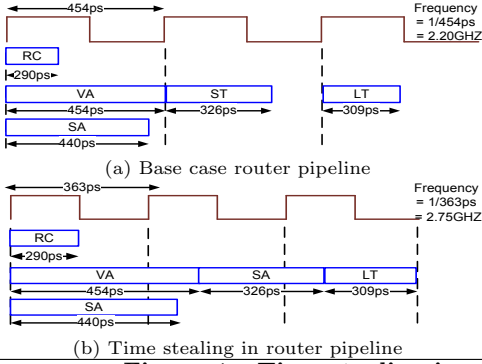 454ps
Frequency
= 1/454ps
= 2.20GHZ
RC
290ps
VA
ST
LT
454ps
326ps
309ps
SA
440ps
(a) Base case router pipeline
363ps
Frequency
= 1/363ps
= 2.75GHZ
RC
290ps
VA
SA
LT
454ps
326ps
309ps
SA
440ps
(b) Time stealing in router pipeline